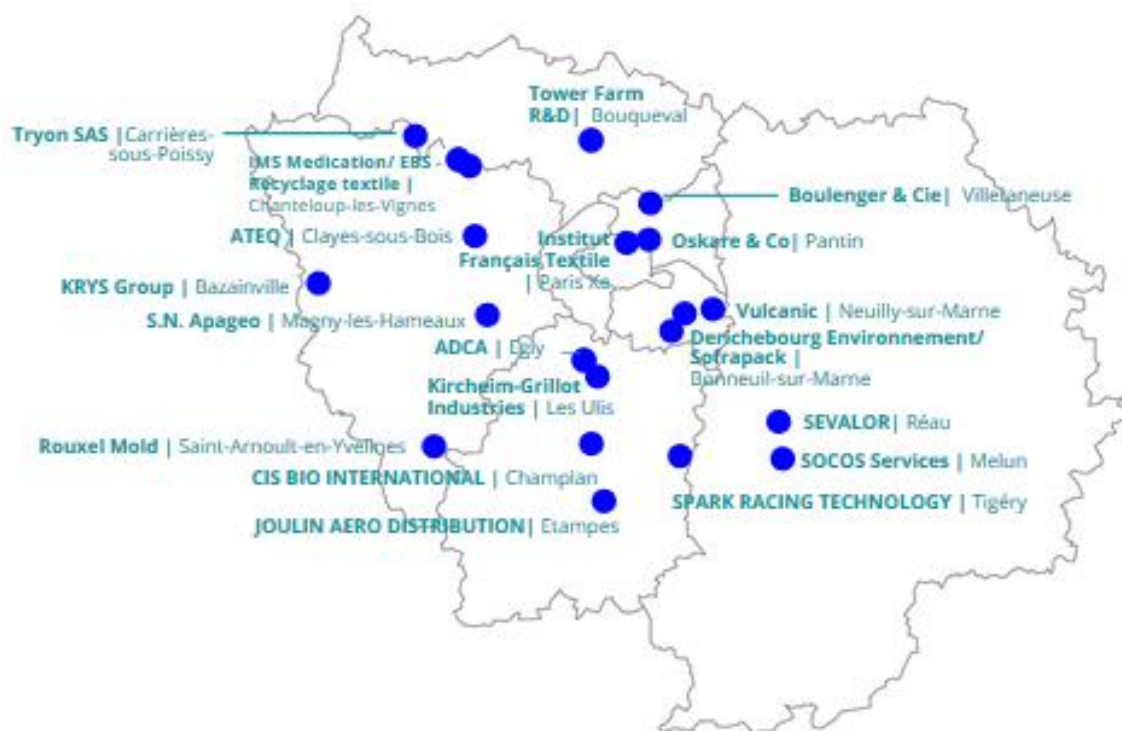 Tower Farm
R&D| Bouqueval
Tryon SAS |Carrières-
sous-Poissy
IMS Medication/ EBS -
Recyclage textile |
Chanteloup-les-Vignes
Boulenger & Cie| Villetaneuse
ATEQ | Clayes-sous-Bois
Institut
Français Textile
| Paris Xe
Oskare & Co| Pantin
KRYS Group | Bazainville
S.N. Apageo | Magny-les-Hameaux
Vulcanic | Neuilly-sur-Marne
Derichebourg Environnement/
Sofrapack |
Bonneuil-sur-Marne
ADCA | Egly
Kircheim-Grillot
Industries | Les Ulis
SEVALOR| Réau
Rouxel Mold | Saint-Arnoult-en-Yvelines
SOCOS Services | Melun
CIS BIO INTERNATIONAL | Champlan
SPARK RACING TECHNOLOGY | Tigéry
JOULIN AERO DISTRIBUTION| Etampes